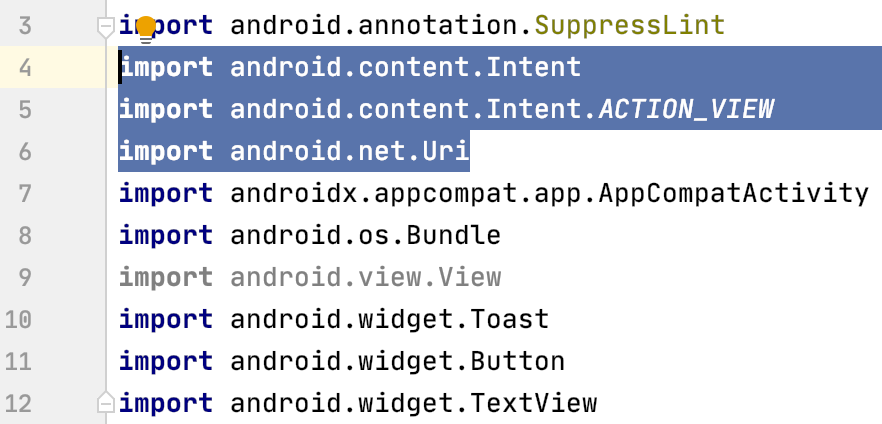 3 import android.annotation.SuppressLint
4 import android.content.Intent
5 import android.content.Intent.ACTION_VIEW
6 import android.net.Uri
7 import androidx.appcompat.app.AppCompatActivity
8 import android.os.Bundle
9 import android.view.View
10 import android.widget.Toast
11 import android.widget.Button
12 import android.widget.TextView